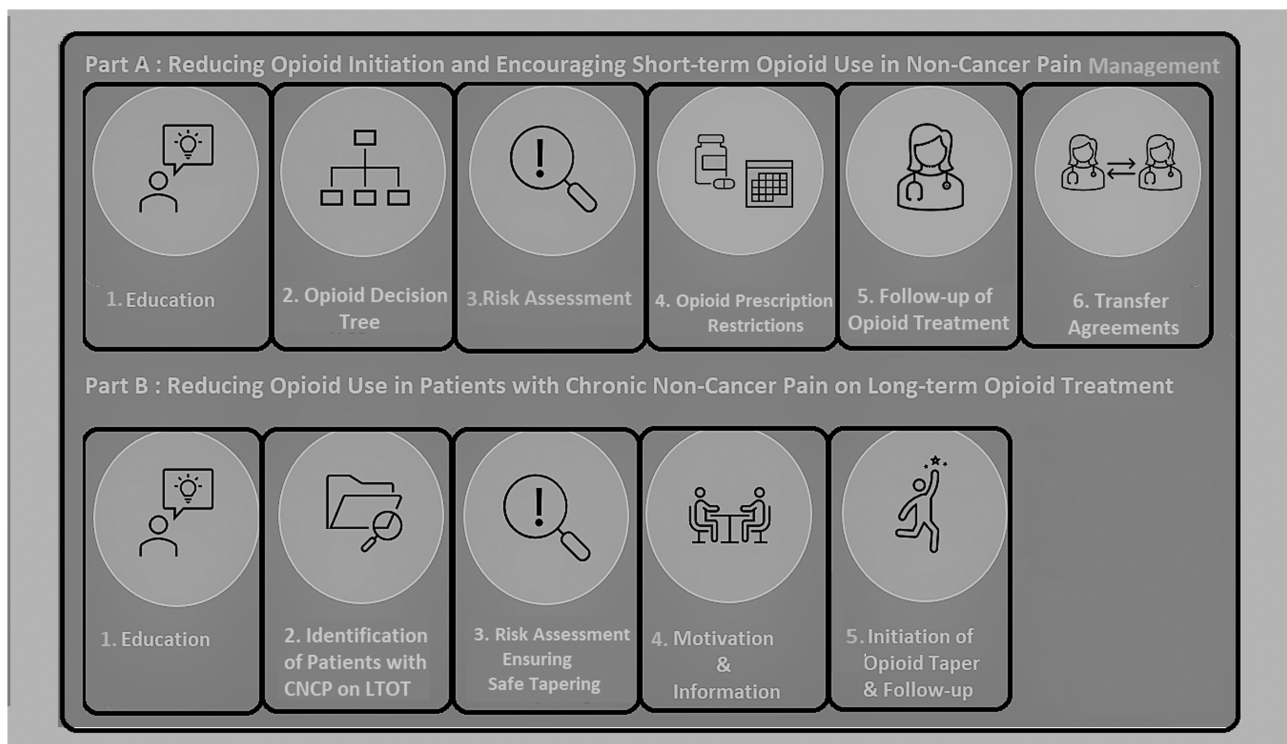 Part A : Reducing Opioid Initiation and Encouraging Short-term Opioid Use in Non-Cancer Pain Management
1. Education
2. Opioid Decision
Tree
3.Risk Assessment
4. Opioid Prescription
Restrictions
5. Follow-up of
Opioid Treatment
6. Transfer
Agreements
Part B : Reducing Opioid Use in Patients with Chronic Non-Cancer Pain on Long-term Opioid Treatment
1. Education
2. Identification
of Patients with
CNCP on LTOT
3. Risk Assessment
Ensuring
Safe Tapering
4. Motivation
&
Information
5. Initiation of
Opioid Taper
& Follow-up